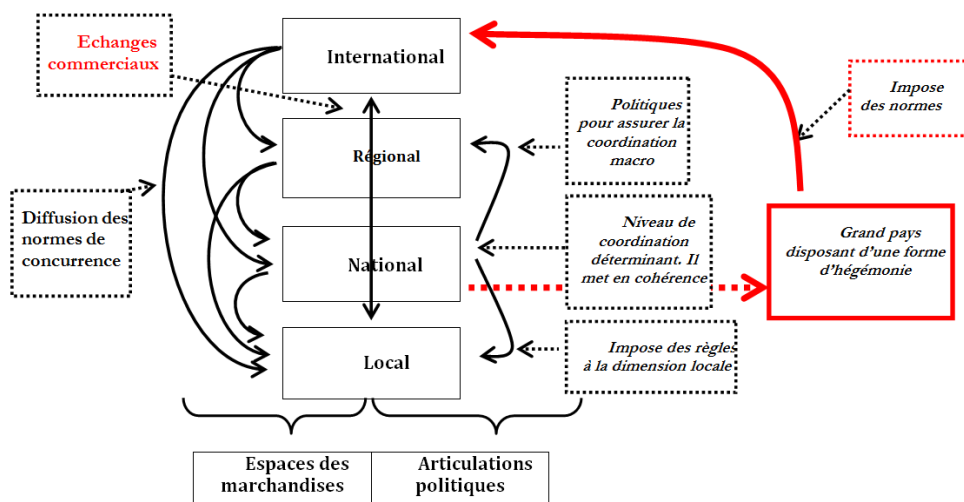 Echanges
commerciaux
International
Impose
des normes
Politiques
pour assurer la
coordination
macro
Régional
Diffusion des
normes de
concurrence
National
Niveau de
coordination
déterminant. Il
met en cohérence
Grand pays
disposant d'une forme
d'hégémonie
Local
Impose des règles
à la dimension locale
Espaces des
marchandises
Articulations
politiques